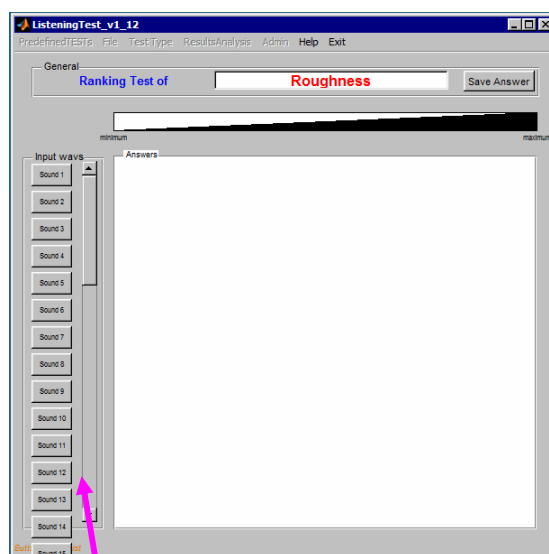 ListeningTest_v1_12
PredefinedTESTs File Test Type ResultsAnalysis Admin Help Exit
General
Ranking Test of Roughness Save Answer
minimum maximum
Input wavs Answers
Sound 1
Sound 2
Sound 3
Sound 4
Sound 5
Sound 6
Sound 7
Sound 8
Sound 9
Sound 10
Sound 11
Sound 12
Sound 13
Sound 14
Sound 15